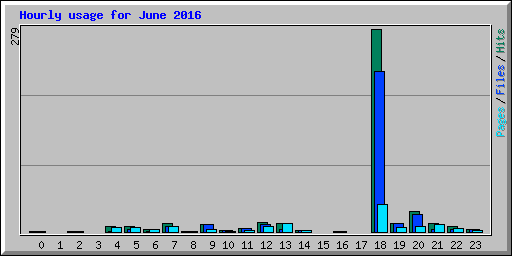 Hourly usage for June 2016
279
Pages / Files / Hits
0 1 2 3 4 5 6 7 8 9 10 11 12 13 14 15 16 17 18 19 20 21 22 23